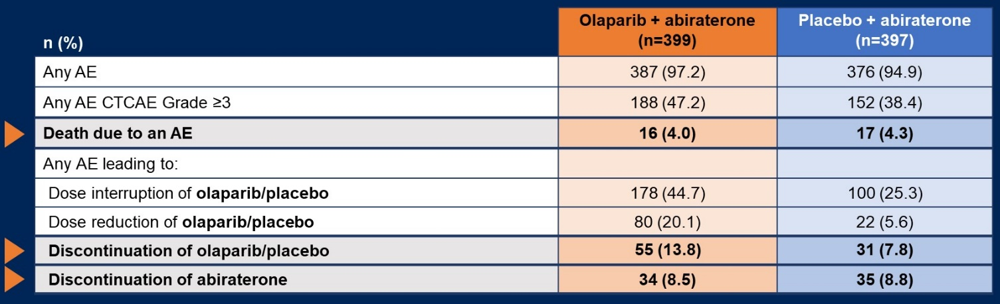 n (%)
Olaparib + abiraterone
(n=399)
Placebo + abiraterone
(n=397)
Any AE 387 (97.2) 376 (94.9)
Any AE CTCAE Grade ≥3 188 (47.2) 152 (38.4)
Death due to an AE 16 (4.0) 17 (4.3)
Any AE leading to:
Dose interruption of olaparib/placebo 178 (44.7) 100 (25.3)
Dose reduction of olaparib/placebo 80 (20.1) 22 (5.6)
Discontinuation of olaparib/placebo 55 (13.8) 31 (7.8)
Discontinuation of abiraterone 34 (8.5) 35 (8.8)